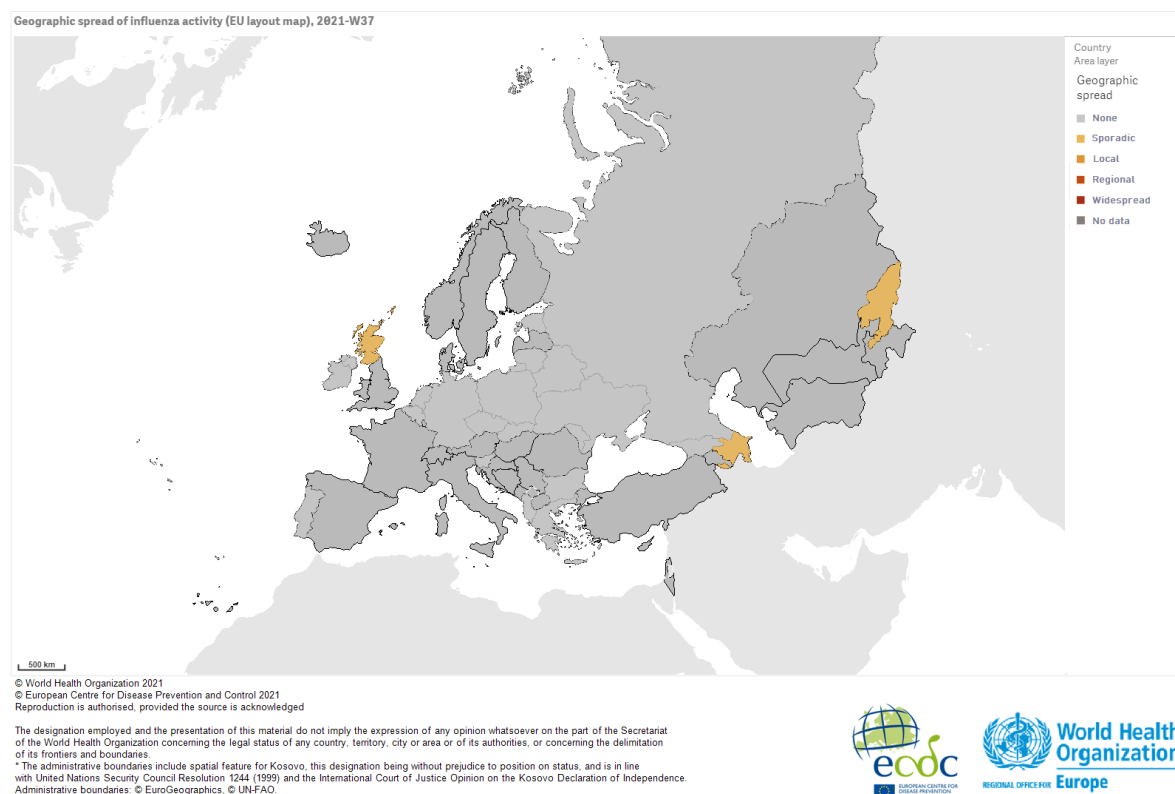 Geographic spread of influenza activity (EU layout map), 2021-W37
Country
Area layer
Geographic
spread
None
Sporadic
Local
Regional
Widespread
No data
500 km
© World Health Organization 2021
© European Centre for Disease Prevention and Control 2021
Reproduction is authorised, provided the source is acknowledged
The designation employed and the presentation of this material do not imply the expression of any opinion whatsoever on the part of the Secretariat
of the World Health Organization concerning the legal status of any country, territory, city or area or of its authorities, or concerning the delimitation
of its frontiers and boundaries.
* The administrative boundaries include spatial feature for Kosovo, this designation being without prejudice to position on status, and is in line
with United Nations Security Council Resolution 1244 (1999) and the International Court of Justice Opinion on the Kosovo Declaration of Independence.
Administrative boundaries: © EuroGeographics, © UN-FAO.
ecdc
EUROPEAN CENTRE FOR
DISEASE PREVENTION
World Health
Organization
REGIONAL OFFICE FOR Europe